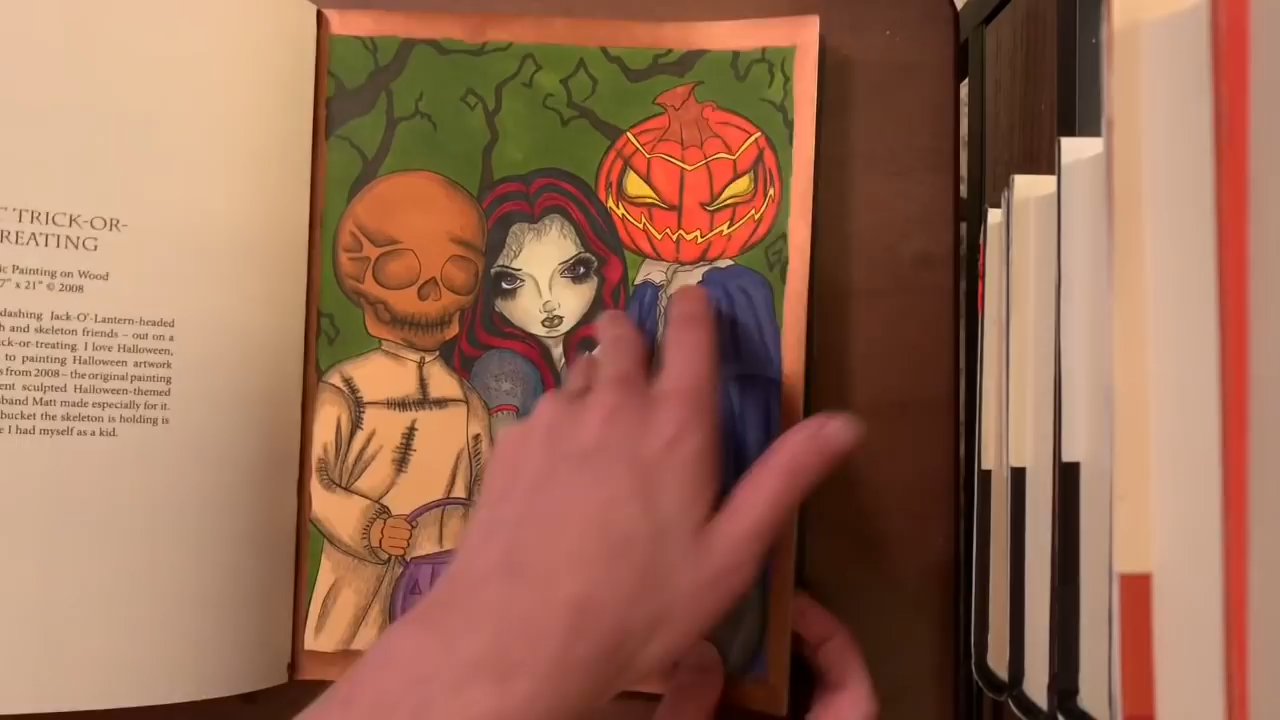 TRICK-OR-
REATING
ic Painting on Wood
7" x 21" © 2008
dashing Jack-O'-Lantern-headed
h and skeleton friends – out on a
ck-or-treating. I love Halloween,
to painting Halloween artwork
s from 2008 – the original painting
ent sculpted Halloween-themed
sband Matt made especially for it.
bucket the skeleton is holding is
e I had myself as a kid.